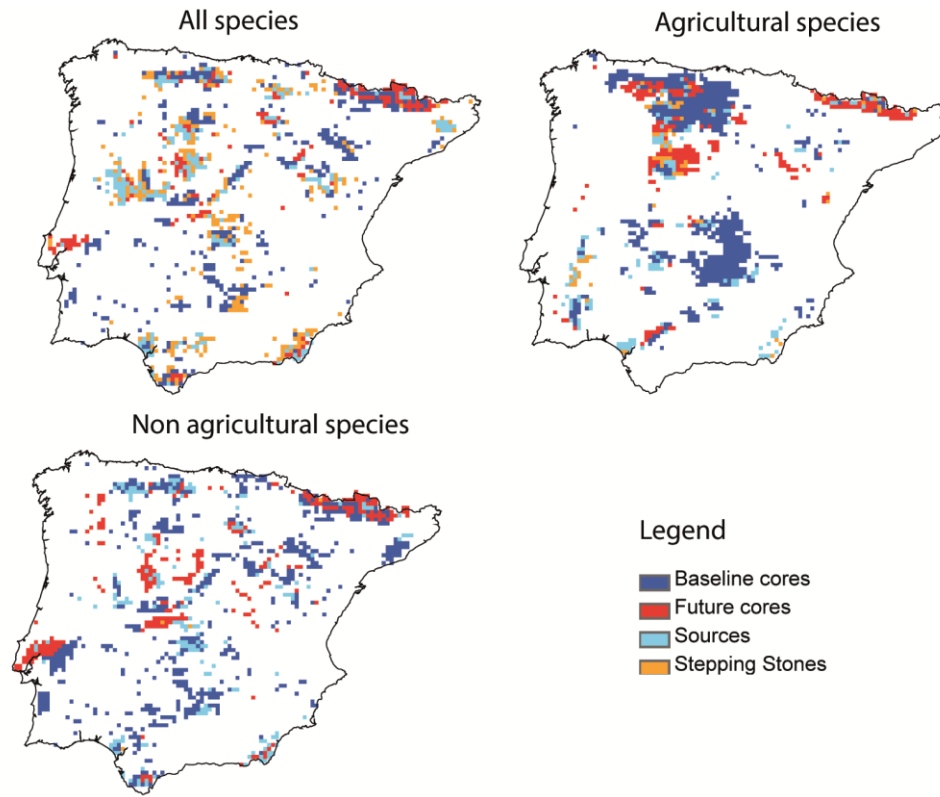 All species
Agricultural species
Non agricultural species
Legend
Baseline cores
Future cores
Sources
Stepping Stones